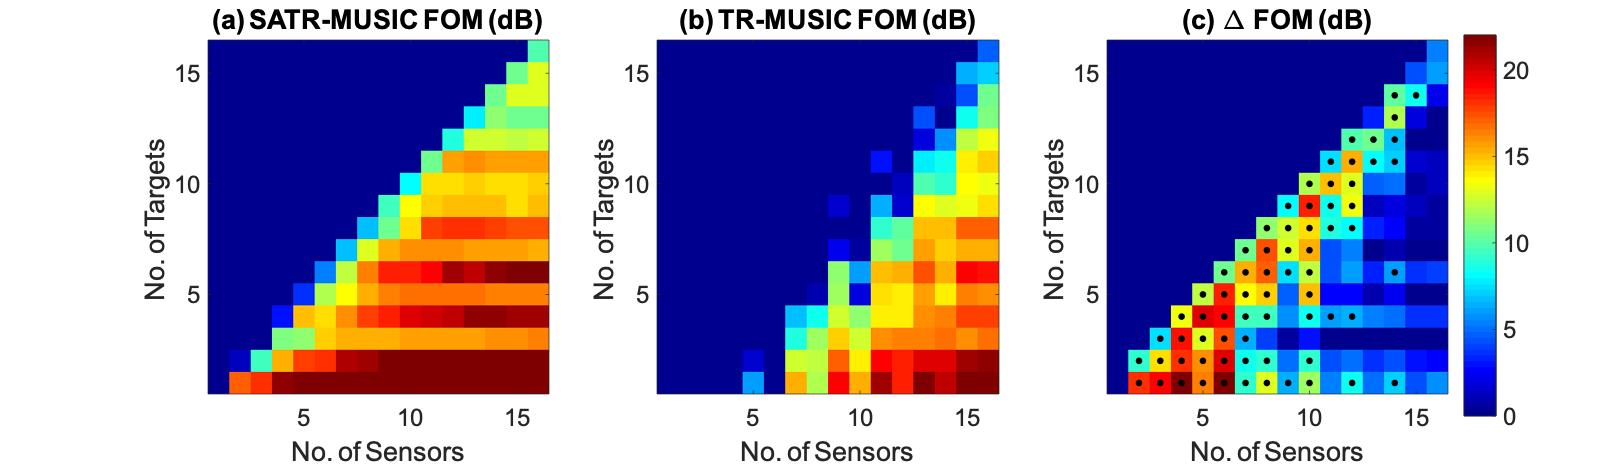 (a) SATR-MUSIC FOM (dB)
(b) TR-MUSIC FOM (dB)
(c) Δ FOM (dB)
No. of Targets
15
10
5
5
10
15
No. of Sensors
No. of Targets
15
10
5
5
10
15
No. of Sensors
No. of Targets
15
10
5
5
10
15
No. of Sensors
20
15
10
5
0